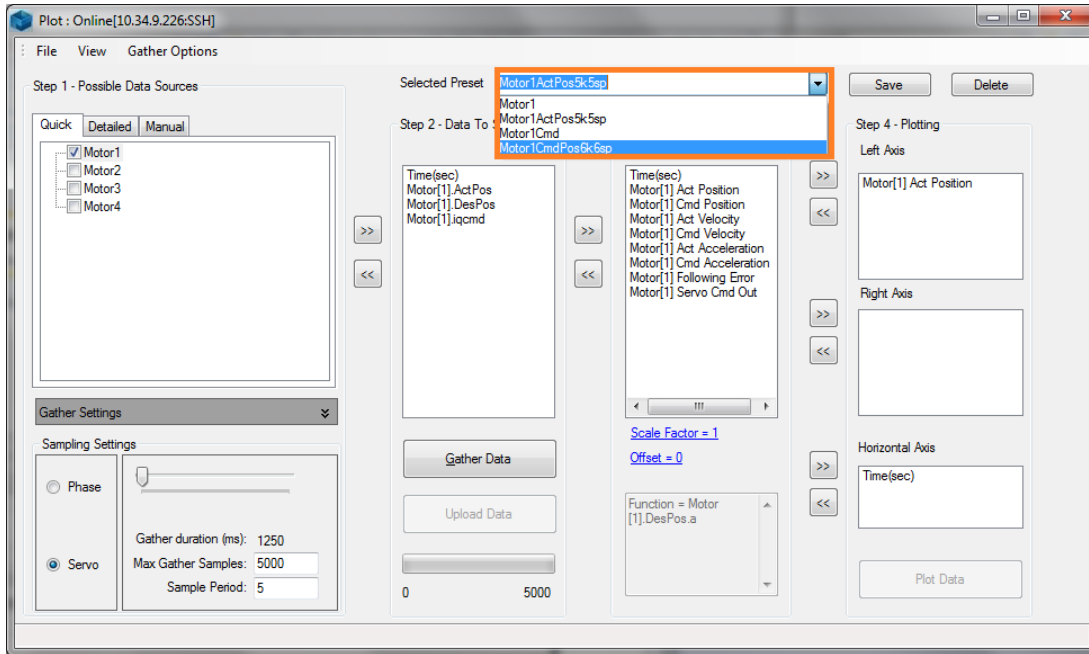 Plot : Online[10.34.9.226:SSH]
File View Gather Options
Step 1 - Possible Data Sources
Quick Detailed Manual
Motor1
Motor2
Motor3
Motor4
Gather Settings
Sampling Settings
Phase
Servo
Gather duration (ms): 1250
Max Gather Samples: 5000
Sample Period: 5
Selected Preset
Motor1ActPos5k5sp
Motor1
Motor1ActPos5k5sp
Motor1Cmd
Motor1CmdPos6k6sp
Save
Delete
Step 2 - Data To
Time(sec)
Motor[1].ActPos
Motor[1].DesPos
Motor[1].iqcmd
>>
<<
Gather Data
Upload Data
0 5000
>>
<<
Time(sec)
Motor[1] Act Position
Motor[1] Cmd Position
Motor[1] Act Velocity
Motor[1] Cmd Velocity
Motor[1] Act Acceleration
Motor[1] Cmd Acceleration
Motor[1] Following Error
Motor[1] Servo Cmd Out
Scale Factor = 1
Offset = 0
Function = Motor
[1].DesPos.a
Step 4 - Plotting
Left Axis
>>
<<
Motor[1] Act Position
Right Axis
>>
<<
Horizontal Axis
>>
<<
Time(sec)
Plot Data